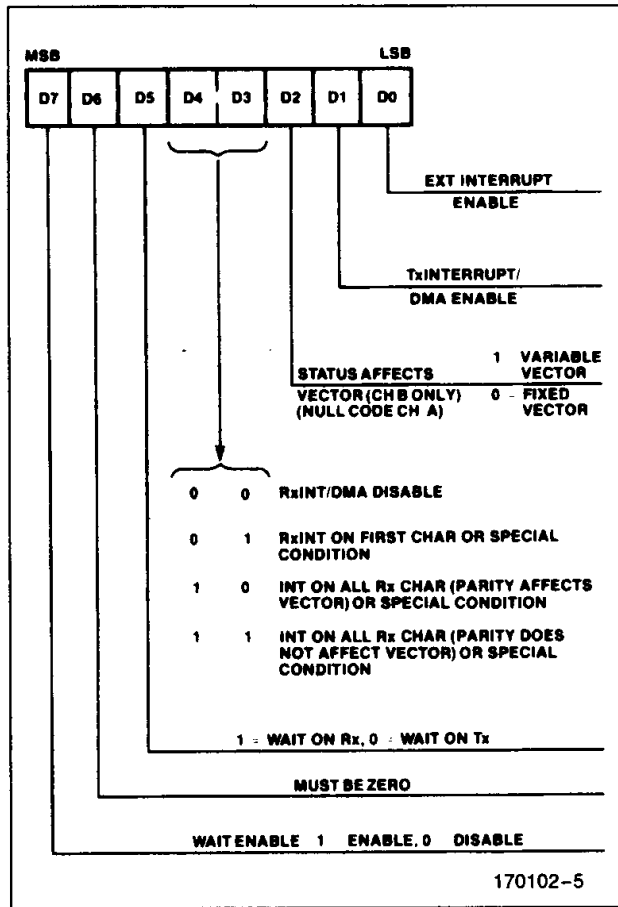 MSB LSB
D7 D6 D5 D4 D3 D2 D1 D0
EXT INTERRUPT
ENABLE
TxINTERRUPT/
DMA ENABLE
STATUS AFFECTS
VECTOR (CH B ONLY)
(NULL CODE CH A)
1 VARIABLE
VECTOR
0 - FIXED
VECTOR
0 0 RxINT/DMA DISABLE
0 1 RxINT ON FIRST CHAR OR SPECIAL
CONDITION
1 0 INT ON ALL Rx CHAR (PARITY AFFECTS
VECTOR) OR SPECIAL CONDITION
1 1 INT ON ALL Rx CHAR (PARITY DOES
NOT AFFECT VECTOR) OR SPECIAL
CONDITION
1 = WAIT ON Rx, 0 = WAIT ON Tx
MUST BE ZERO
WAIT ENABLE 1 ENABLE, 0 DISABLE
170102-5